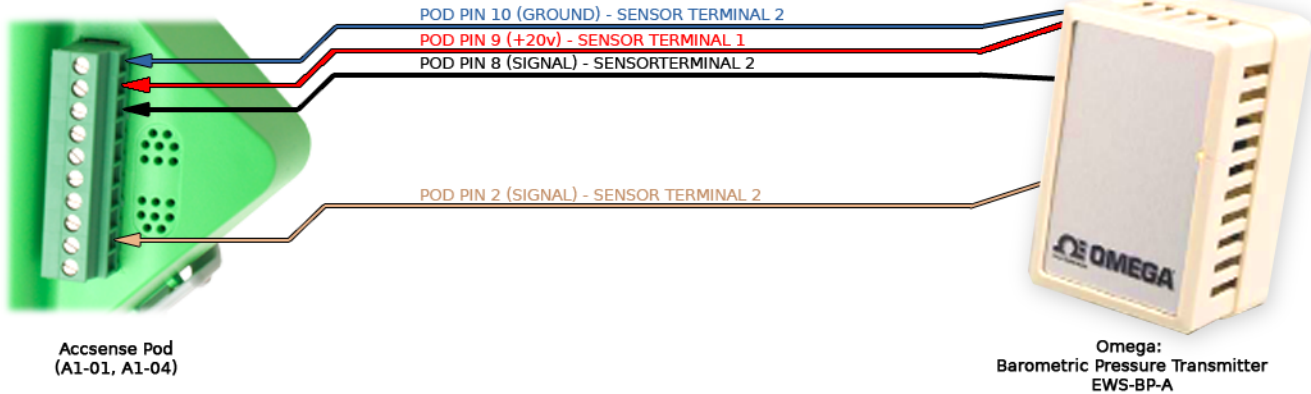 POD PIN 10 (GROUND) - SENSOR TERMINAL 2
POD PIN 9 (+20v) - SENSOR TERMINAL 1
POD PIN 8 (SIGNAL) - SENSORTERMINAL 2
POD PIN 2 (SIGNAL) - SENSOR TERMINAL 2
OMEGA
Accsense Pod
(A1-01, A1-04)
Omega:
Barometric Pressure Transmitter
EWS-BP-A